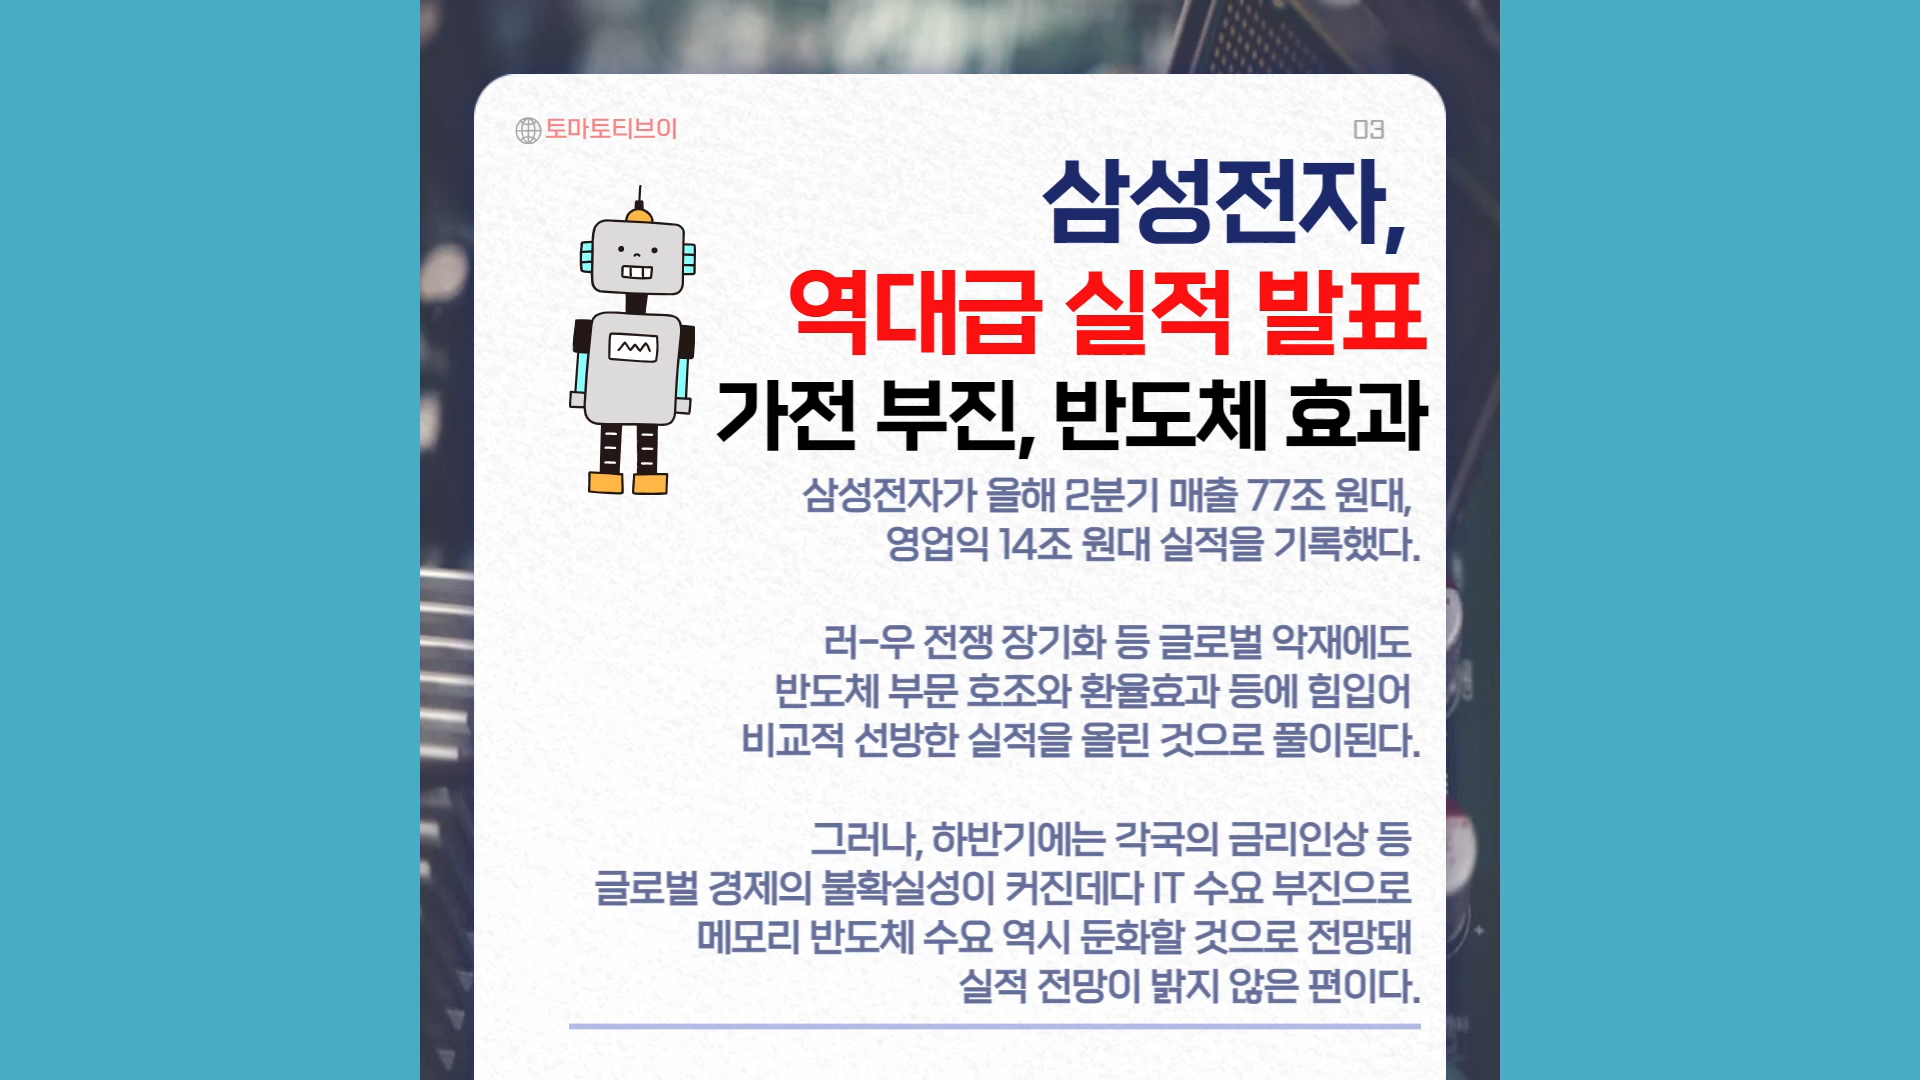 토마토티브이
03
삼성전자,
역대급 실적 발표
가전 부진, 반도체 효과
삼성전자가 올해 2분기 매출 77조 원대,
영업익 14조 원대 실적을 기록했다.
러-우 전쟁 장기화 등 글로벌 악재에도
반도체 부문 호조와 환율효과 등에 힘입어
비교적 선방한 실적을 올린 것으로 풀이된다.
그러나, 하반기에는 각국의 금리인상 등
글로벌 경제의 불확실성이 커진데다 IT 수요 부진으로
메모리 반도체 수요 역시 둔화할 것으로 전망돼
실적 전망이 밝지 않은 편이다.